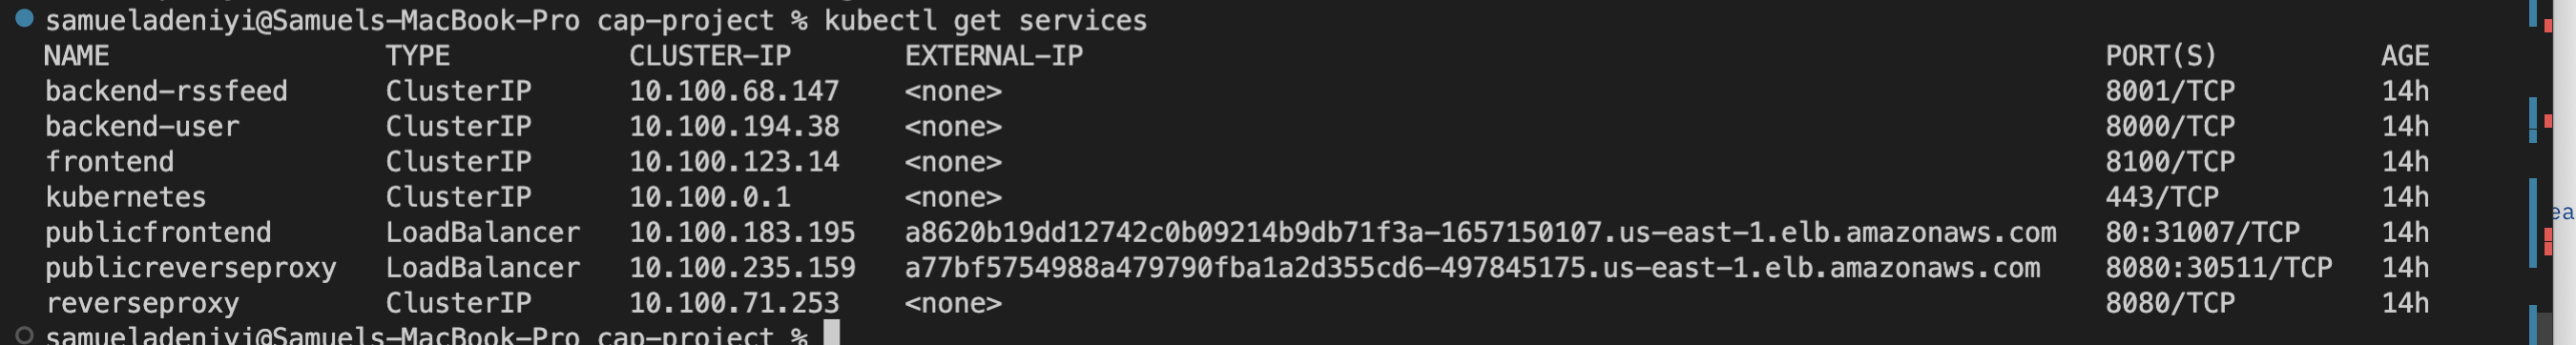 samueladeniyi@Samuels-MacBook-Pro cap-project % kubectl get services
NAME TYPE CLUSTER-IP EXTERNAL-IP PORT(S) AGE
backend-rssfeed ClusterIP 10.100.68.147 <none> 8001/TCP 14h
backend-user ClusterIP 10.100.194.38 <none> 8000/TCP 14h
frontend ClusterIP 10.100.123.14 <none> 8100/TCP 14h
kubernetes ClusterIP 10.100.0.1 <none> 443/TCP 14h
publicfrontend LoadBalancer 10.100.183.195 a8620b19dd12742c0b09214b9db71f3a-1657150107.us-east-1.elb.amazonaws.com 80:31007/TCP 14h
publicreverseproxy LoadBalancer 10.100.235.159 a77bf5754988a479790fba1a2d355cd6-497845175.us-east-1.elb.amazonaws.com 8080:30511/TCP 14h
reverseproxy ClusterIP 10.100.71.253 <none> 8080/TCP 14h
samueladeniyi@Samuels-MacBook-Pro cap-project %